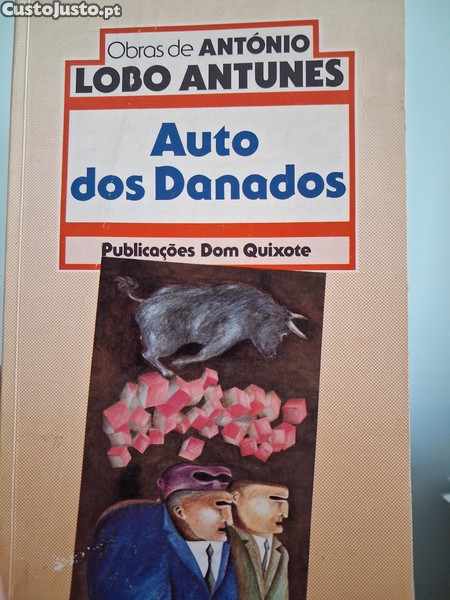 CustoJusto.pt
Obras de ANTÓNIO
LOBO ANTUNES
Auto
dos Danados
Publicações Dom Quixote